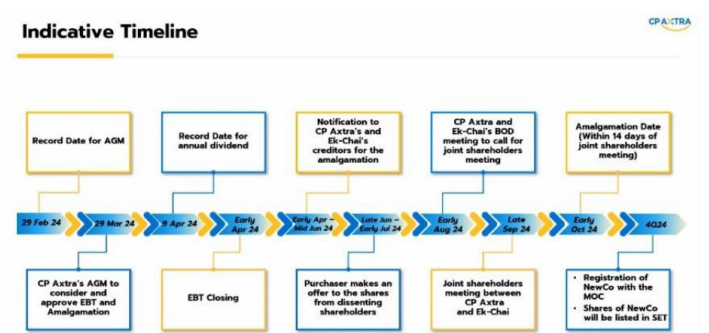 Indicative Timeline
CP AXTRA
Record Date for AGM
Record Date for
annual dividend
Notification to
CP Axtra's and
Ek-Chai's
creditors for the
amalgamation
CP Axtra and
Ek-Chai's BOD
meeting to call for
joint shareholders
meeting
Amalgamation Date
(Within 14 days of
joint shareholders
meeting)
29 Feb 24
29 Mar 24
9 Apr 24
Early
Apr 24
Early Apr –
Mid Jun 24
Late Jun –
Early Jul 24
Early
Aug 24
Late
Sep 24
Early
Oct 24
4Q24
CP Axtra's AGM to
consider and
approve EBT and
Amalgamation
EBT Closing
Purchaser makes an
offer to the shares
from dissenting
shareholders
Joint shareholders
meeting between
CP Axtra
and Ek-Chai
• Registration of
NewCo with the
MOC
• Shares of NewCo
will be listed in SET